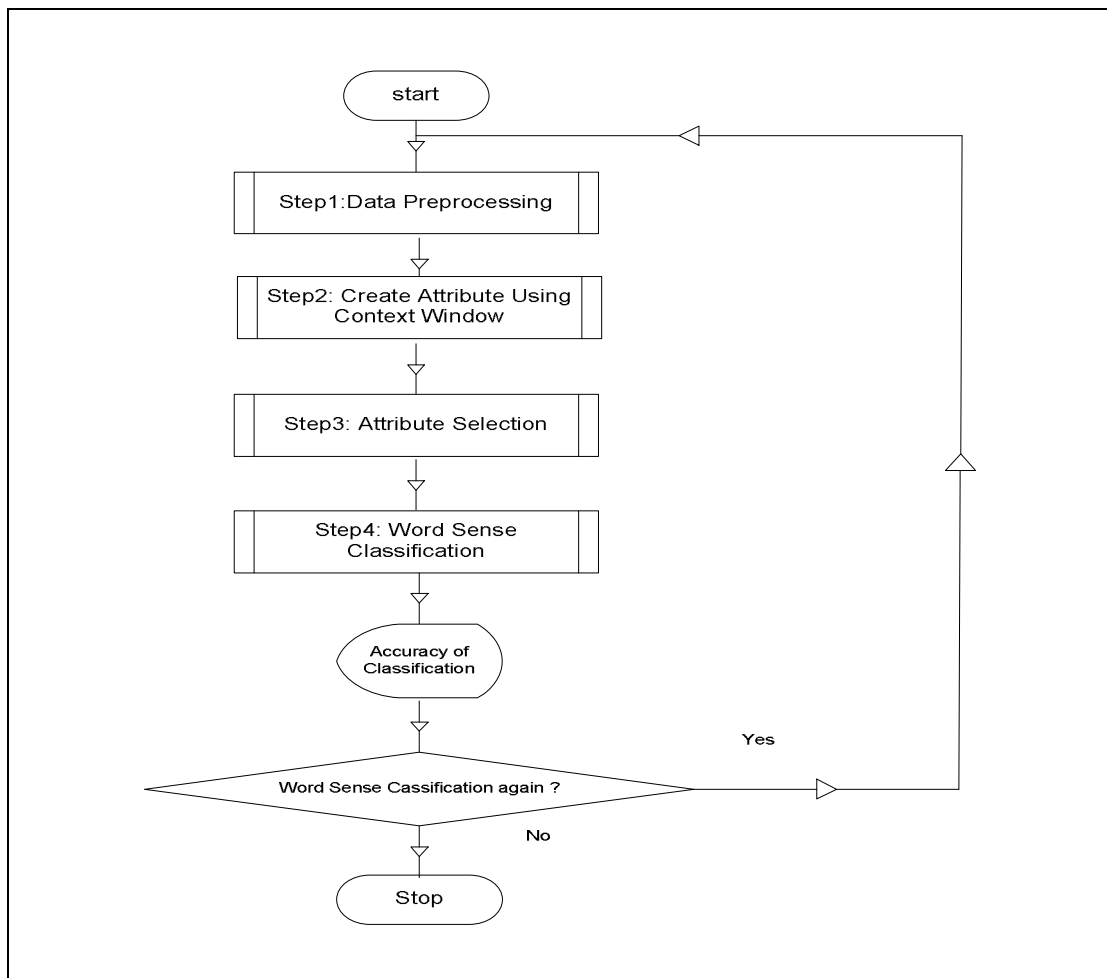 start
Step1:Data Preprocessing
Step2: Create Attribute Using
Context Window
Step3: Attribute Selection
Step4: Word Sense
Classification
Accuracy of
Classification
Yes
Word Sense Cassification again ?
No
Stop